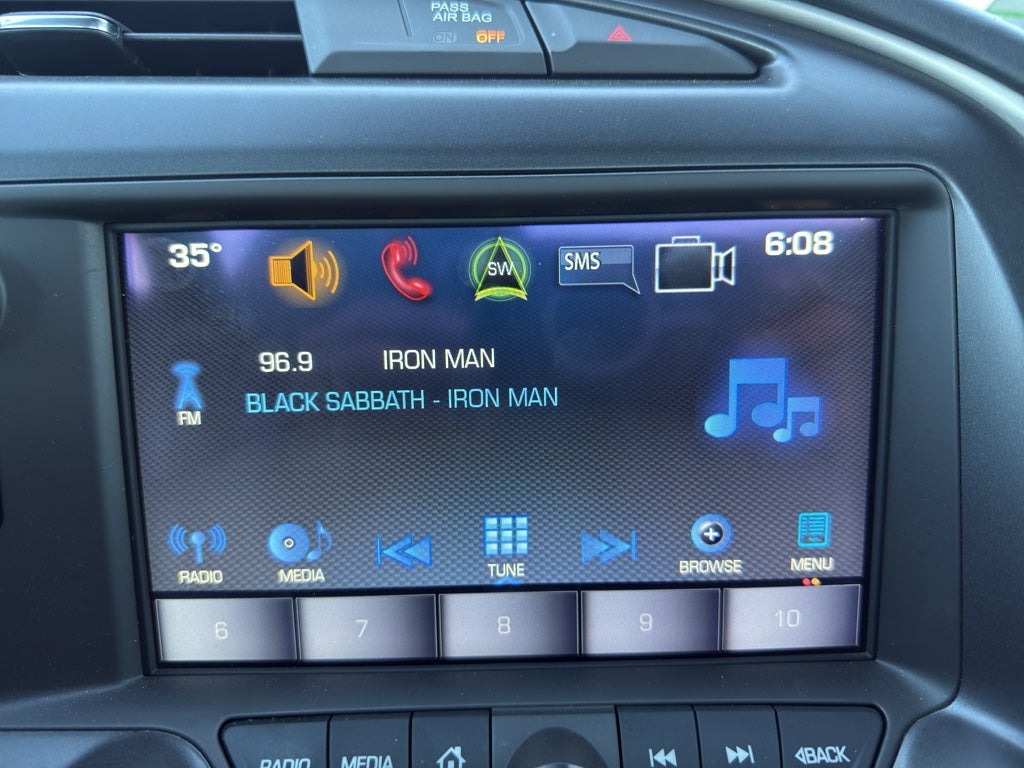 PASS
AIR BAG
ON OFF
35° SW SMS 6:08
96.9 IRON MAN
BLACK SABBATH - IRON MAN
FM
RADIO MEDIA TUNE BROWSE MENU
6 7 8 9 10
RADIO MEDIA BACK